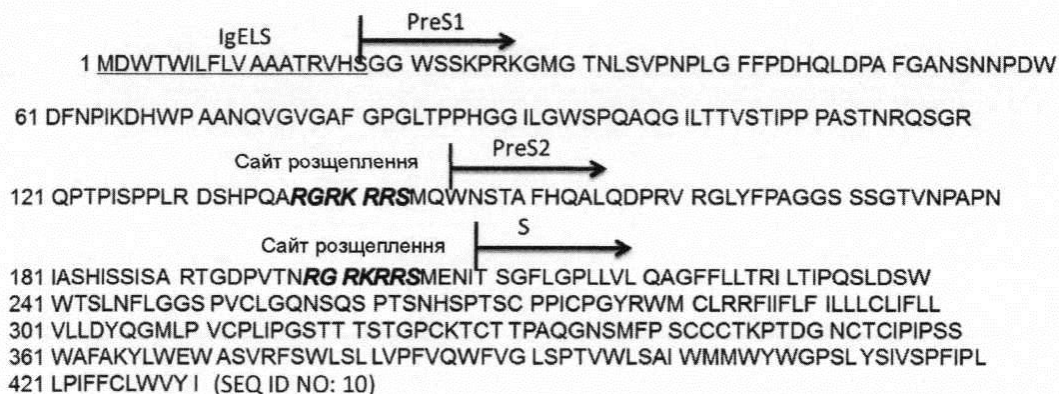 IgELS PreS1
1 MDWTWILFLV AAATRVHSGG WSSKPRKGMG TNLSVPNPLG FFPDHQLDPA FGANSNNPDW
61 DFNPIKDHWP AANQVGVGAF GPGLTPPHGG ILGWSPQAQG ILTTVSTIPP PASTNRQSGR
Сайт розщеплення PreS2
121 QPTPISPPLR DSHPQARGRK RRSMQWNSTA FHQALQDPRV RGLYFPAGGS SSGTVNPAPN
Сайт розщеплення S
181 IASHISSISA RTGDPVTNRG RKRRSMENIT SGFLGPLLVL QAGFFLLTRI LTIPQSLDSW
241 WTSLNFLGGS PVCLGQNSQS PTSNHSPTSC PPICPGYRWM CLRRFIIFLF ILLLCLIFLL
301 VLLDYQGMLP VCPLIPGSTT TSTGPCKTCT TPAQGNSMFP SCCCTKPTDG NCTCIPIPSS
361 WAFAKYLWEW ASVRFSWLSL LVPFVQWFVG LSPTVWLSAI WMMWYWGPSL YSIVSPFIPL
421 LPIFFCLWVY I (SEQ ID NO: 10)